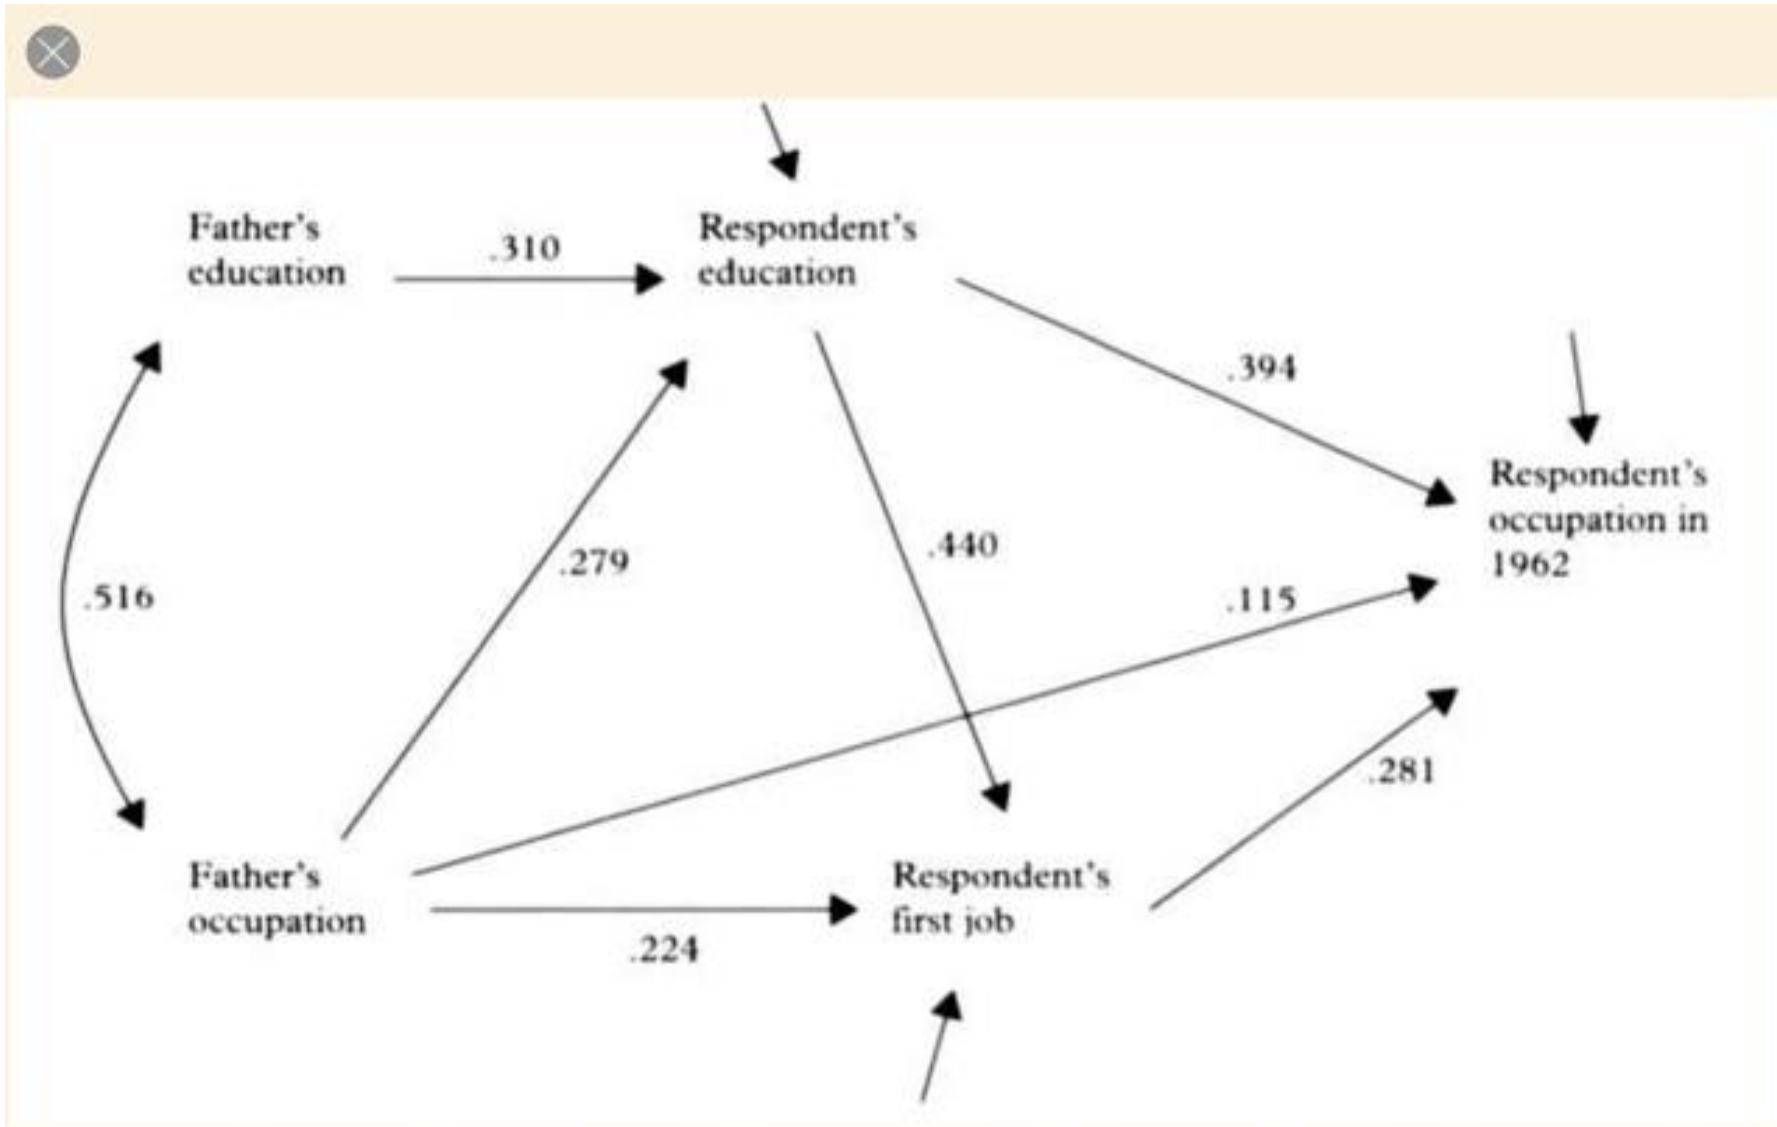 Father's
education
.310
Respondent's
education
.394
.516
.279
.440
.115
Respondent's
occupation in
1962
.281
Father's
occupation
.224
Respondent's
first job